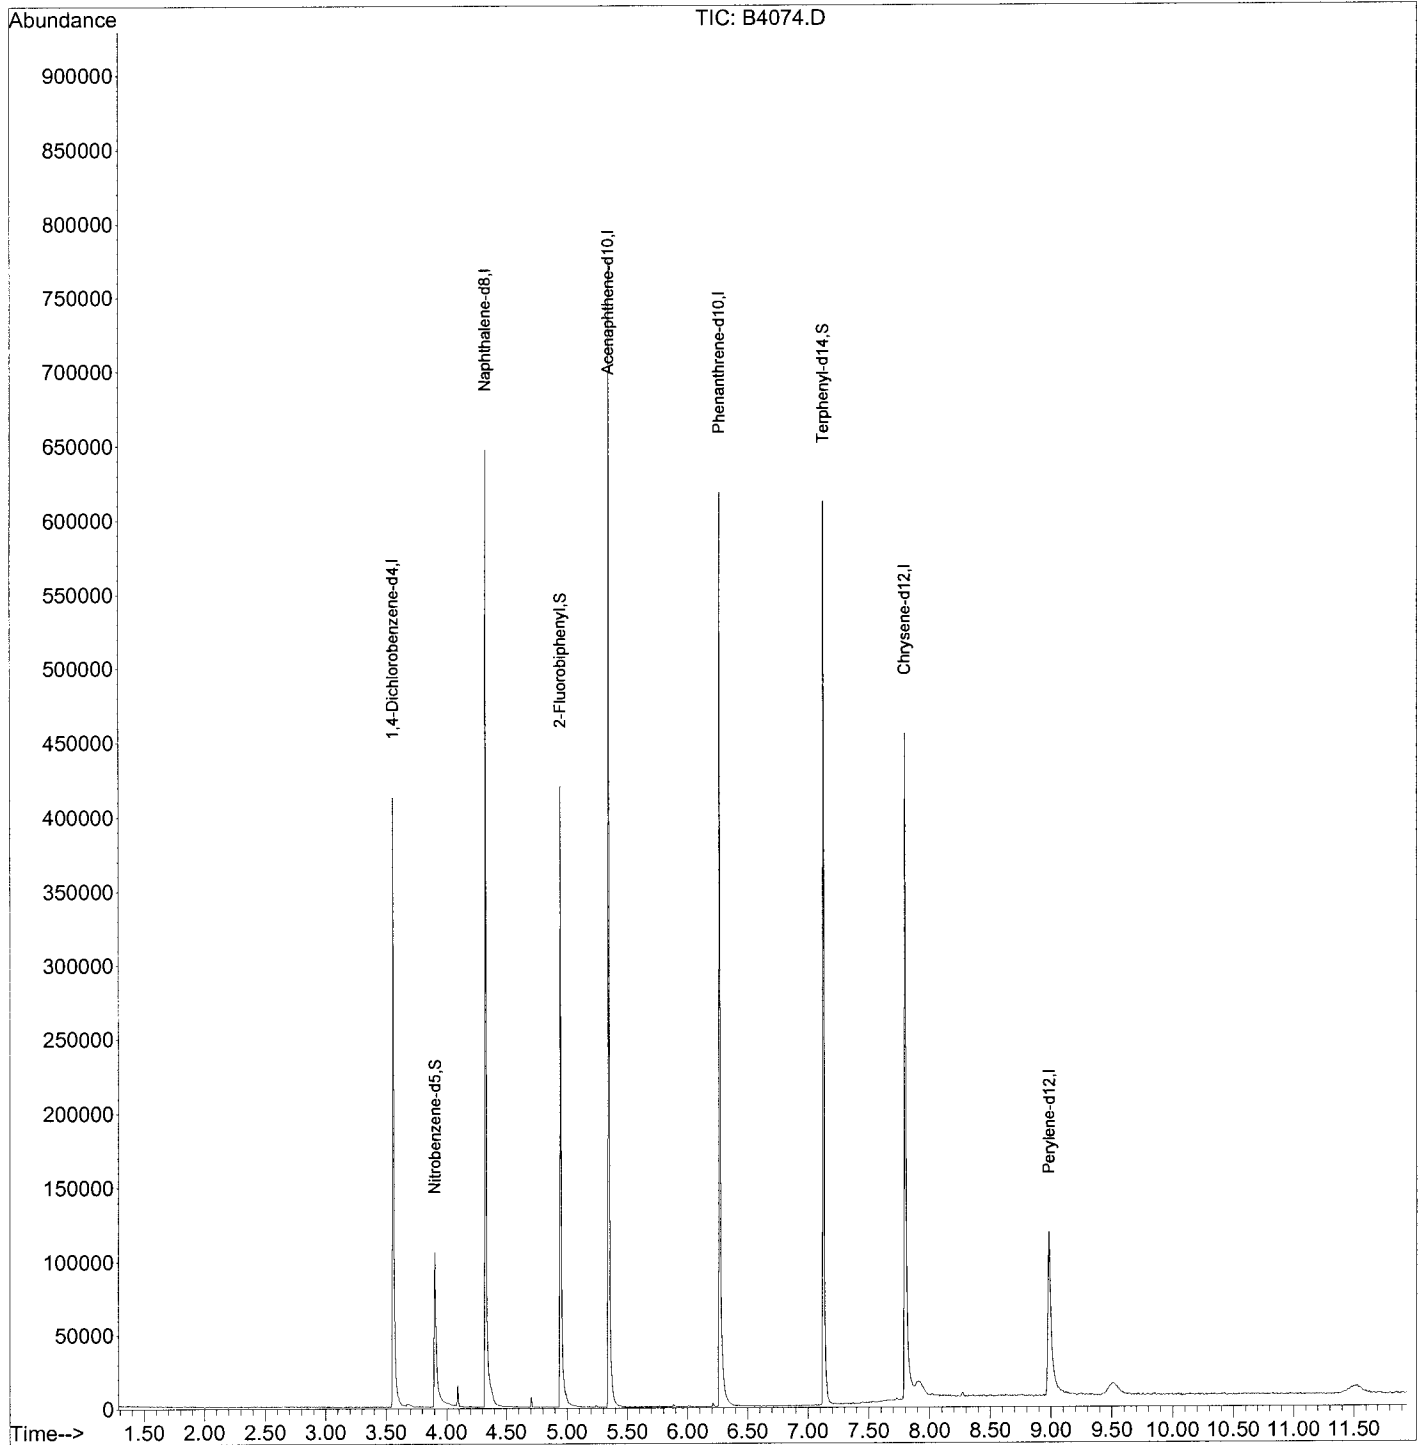 Abundance
TIC: B4074.D
900000
850000
800000
750000
700000
650000
600000
550000
500000
450000
400000
350000
300000
250000
200000
150000
100000
50000
0
1,4-Dichlorobenzene-d4,I
Nitrobenzene-d5,S
Naphthalene-d8,I
2-Fluorobiphenyl,S
Acenaphthene-d10,I
Phenanthrene-d10,I
Terphenyl-d14,S
Chrysene-d12,I
Perylene-d12,I
Time--> 1.50 2.00 2.50 3.00 3.50 4.00 4.50 5.00 5.50 6.00 6.50 7.00 7.50 8.00 8.50 9.00 9.50 10.00 10.50 11.00 11.50